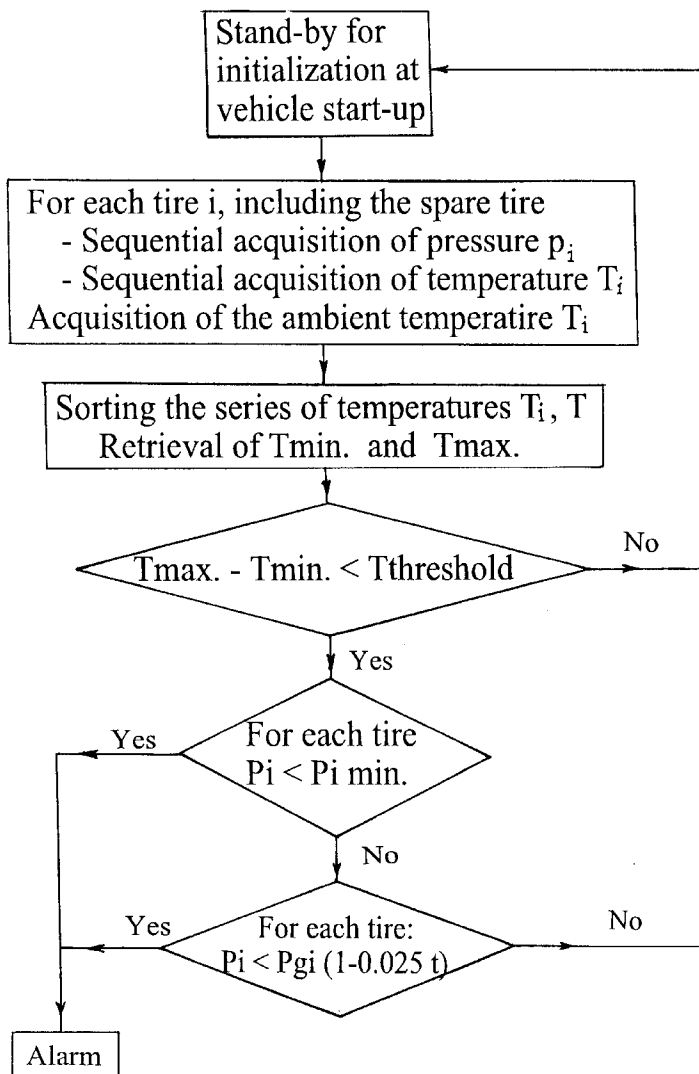 Stand-by for
initialization at
vehicle start-up
For each tire i, including the spare tire
- Sequential acquisition of pressure pi
- Sequential acquisition of temperature Ti
Acquisition of the ambient temperatire Ti
Sorting the series of temperatures Ti, T
Retrieval of Tmin. and Tmax.
Tmax. - Tmin. < Tthreshold
No
Yes
For each tire
Pi < Pi min.
Yes
No
For each tire:
Pi < Pgi (1-0.025 t)
Yes
No
Alarm